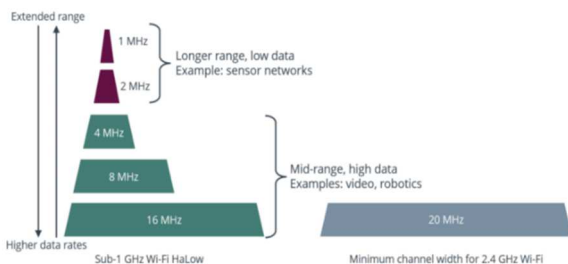 Extended range
1 MHz
Longer range, low data
Example: sensor networks
2 MHz
4 MHz
Mid-range, high data
Examples: video, robotics
8 MHz
16 MHz
20 MHz
Higher data rates
Sub-1 GHz Wi-Fi HaLow
Minimum channel width for 2.4 GHz Wi-Fi